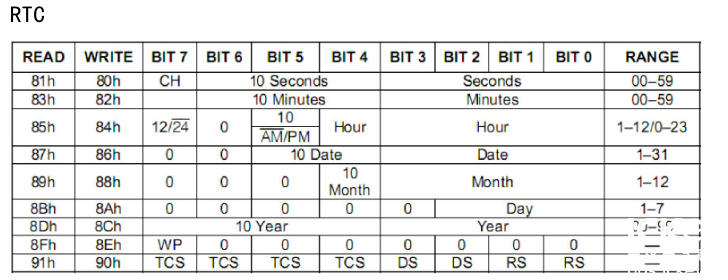 RTC
READ WRITE BIT 7 BIT 6 BIT 5 BIT 4 BIT 3 BIT 2 BIT 1 BIT 0 RANGE
81h 80h CH 10 Seconds Seconds 00–59
83h 82h 10 Minutes Minutes 00–59
85h 84h 12/24 0 10 AM/PM Hour Hour 1–12/0–23
87h 86h 0 0 10 Date Date 1–31
89h 88h 0 0 0 10 Month Month 1–12
8Bh 8Ah 0 0 0 0 0 Day 1–7
8Dh 8Ch 10 Year Year
8Fh 8Eh WP 0 0 0 0 0 0 0 —
91h 90h TCS TCS TCS TCS DS DS RS RS —